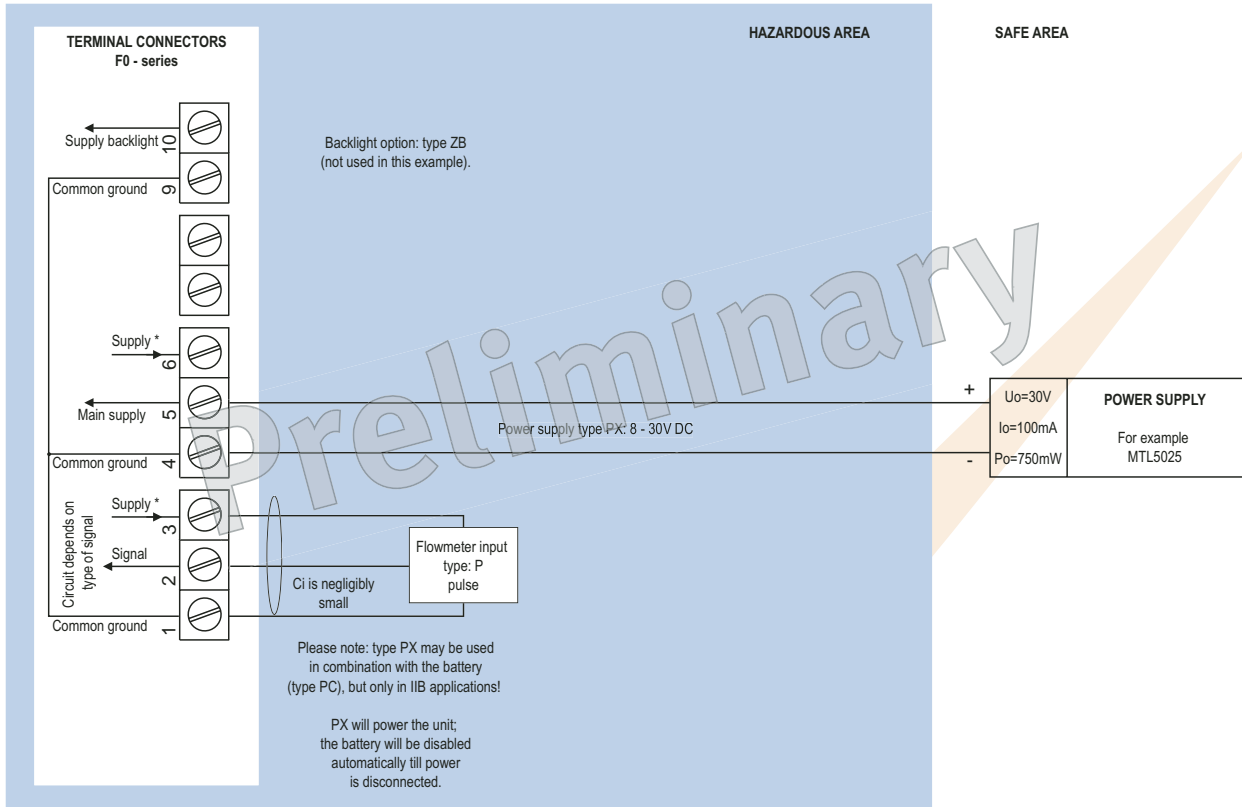 TERMINAL CONNECTORS
F0 - series
HAZARDOUS AREA
SAFE AREA
Supply backlight
10
Common ground
9
Backlight option: type ZB
(not used in this example).
Supply *
6
Main supply
5
Common ground
4
Power supply type PX: 8 - 30V DC
+
-
Uo=30V
Io=100mA
Po=750mW
POWER SUPPLY
For example
MTL5025
Circuit depends on
type of signal
Supply *
3
Signal
2
Common ground
1
Ci is negligibly
small
Flowmeter input
type: P
pulse
Please note: type PX may be used
in combination with the battery
(type PC), but only in IIB applications!
PX will power the unit;
the battery will be disabled
automatically till power
is disconnected.
Preliminary